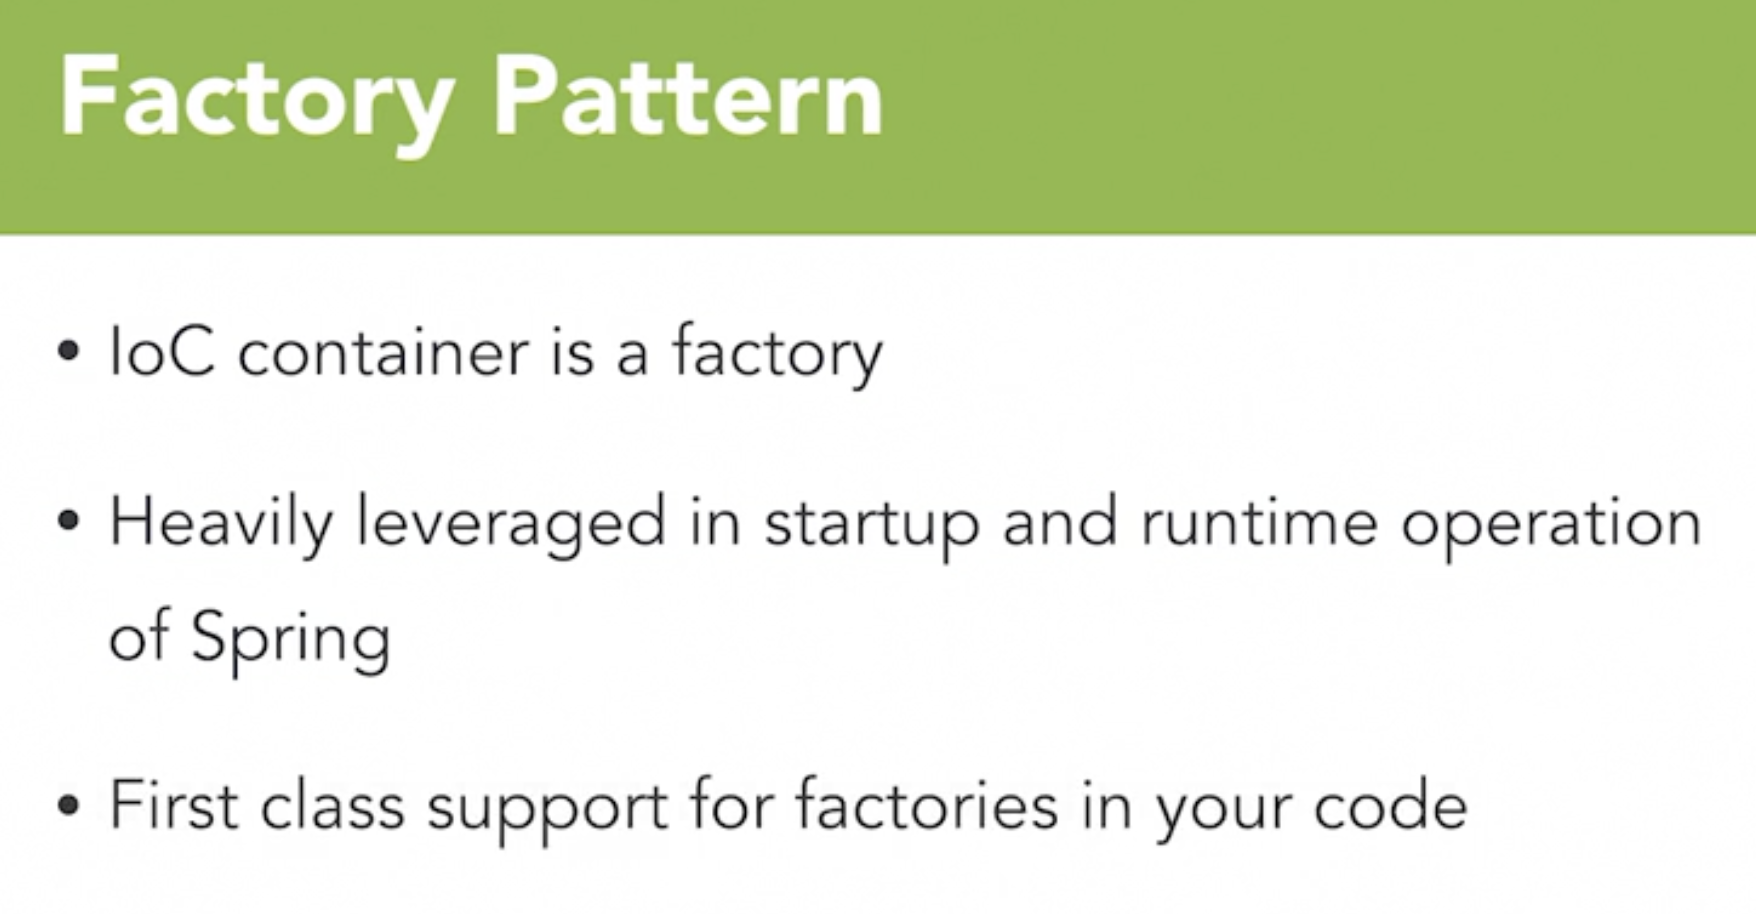 Factory Pattern
• IoC container is a factory
• Heavily leveraged in startup and runtime operation
of Spring
• First class support for factories in your code